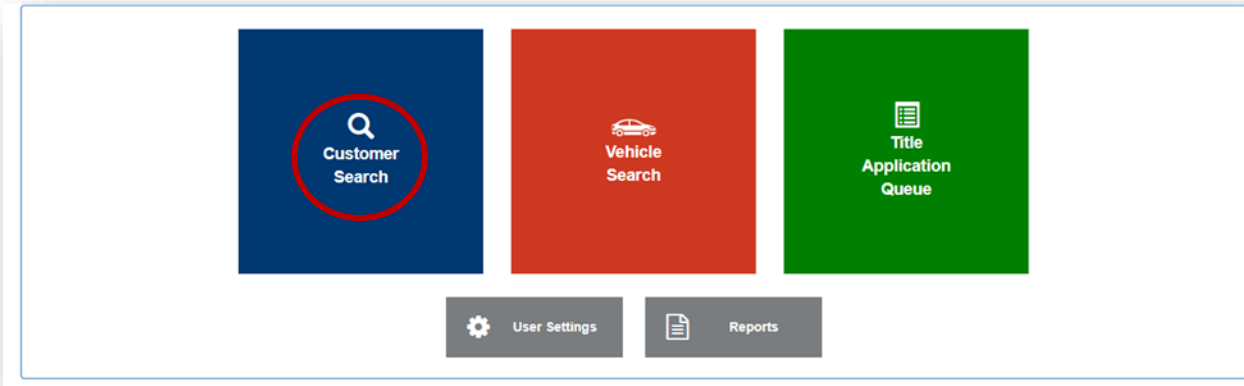 Customer
Search
Vehicle
Search
Title
Application
Queue
User Settings
Reports